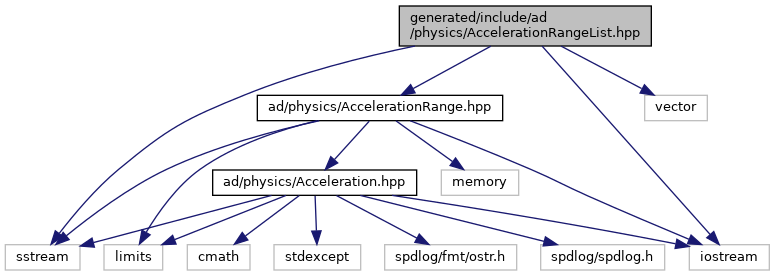 generated/include/ad
/physics/AccelerationRangeList.hpp
ad/physics/AccelerationRange.hpp
vector
ad/physics/Acceleration.hpp
memory
sstream
limits
cmath
stdexcept
spdlog/fmt/ostr.h
spdlog/spdlog.h
iostream